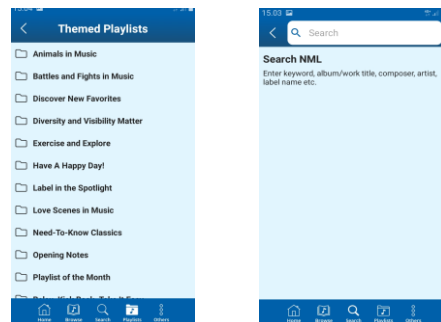 Themed Playlists
Animals in Music
Battles and Fights in Music
Discover New Favorites
Diversity and Visibility Matter
Exercise and Explore
Have A Happy Day!
Label in the Spotlight
Love Scenes in Music
Need-To-Know Classics
Opening Notes
Playlist of the Month
Home Browse Search Playlists Others
15.03
Search
Search NML
Enter keyword, album/work title, composer, artist,
label name etc.
Home Browse Search Playlists Others